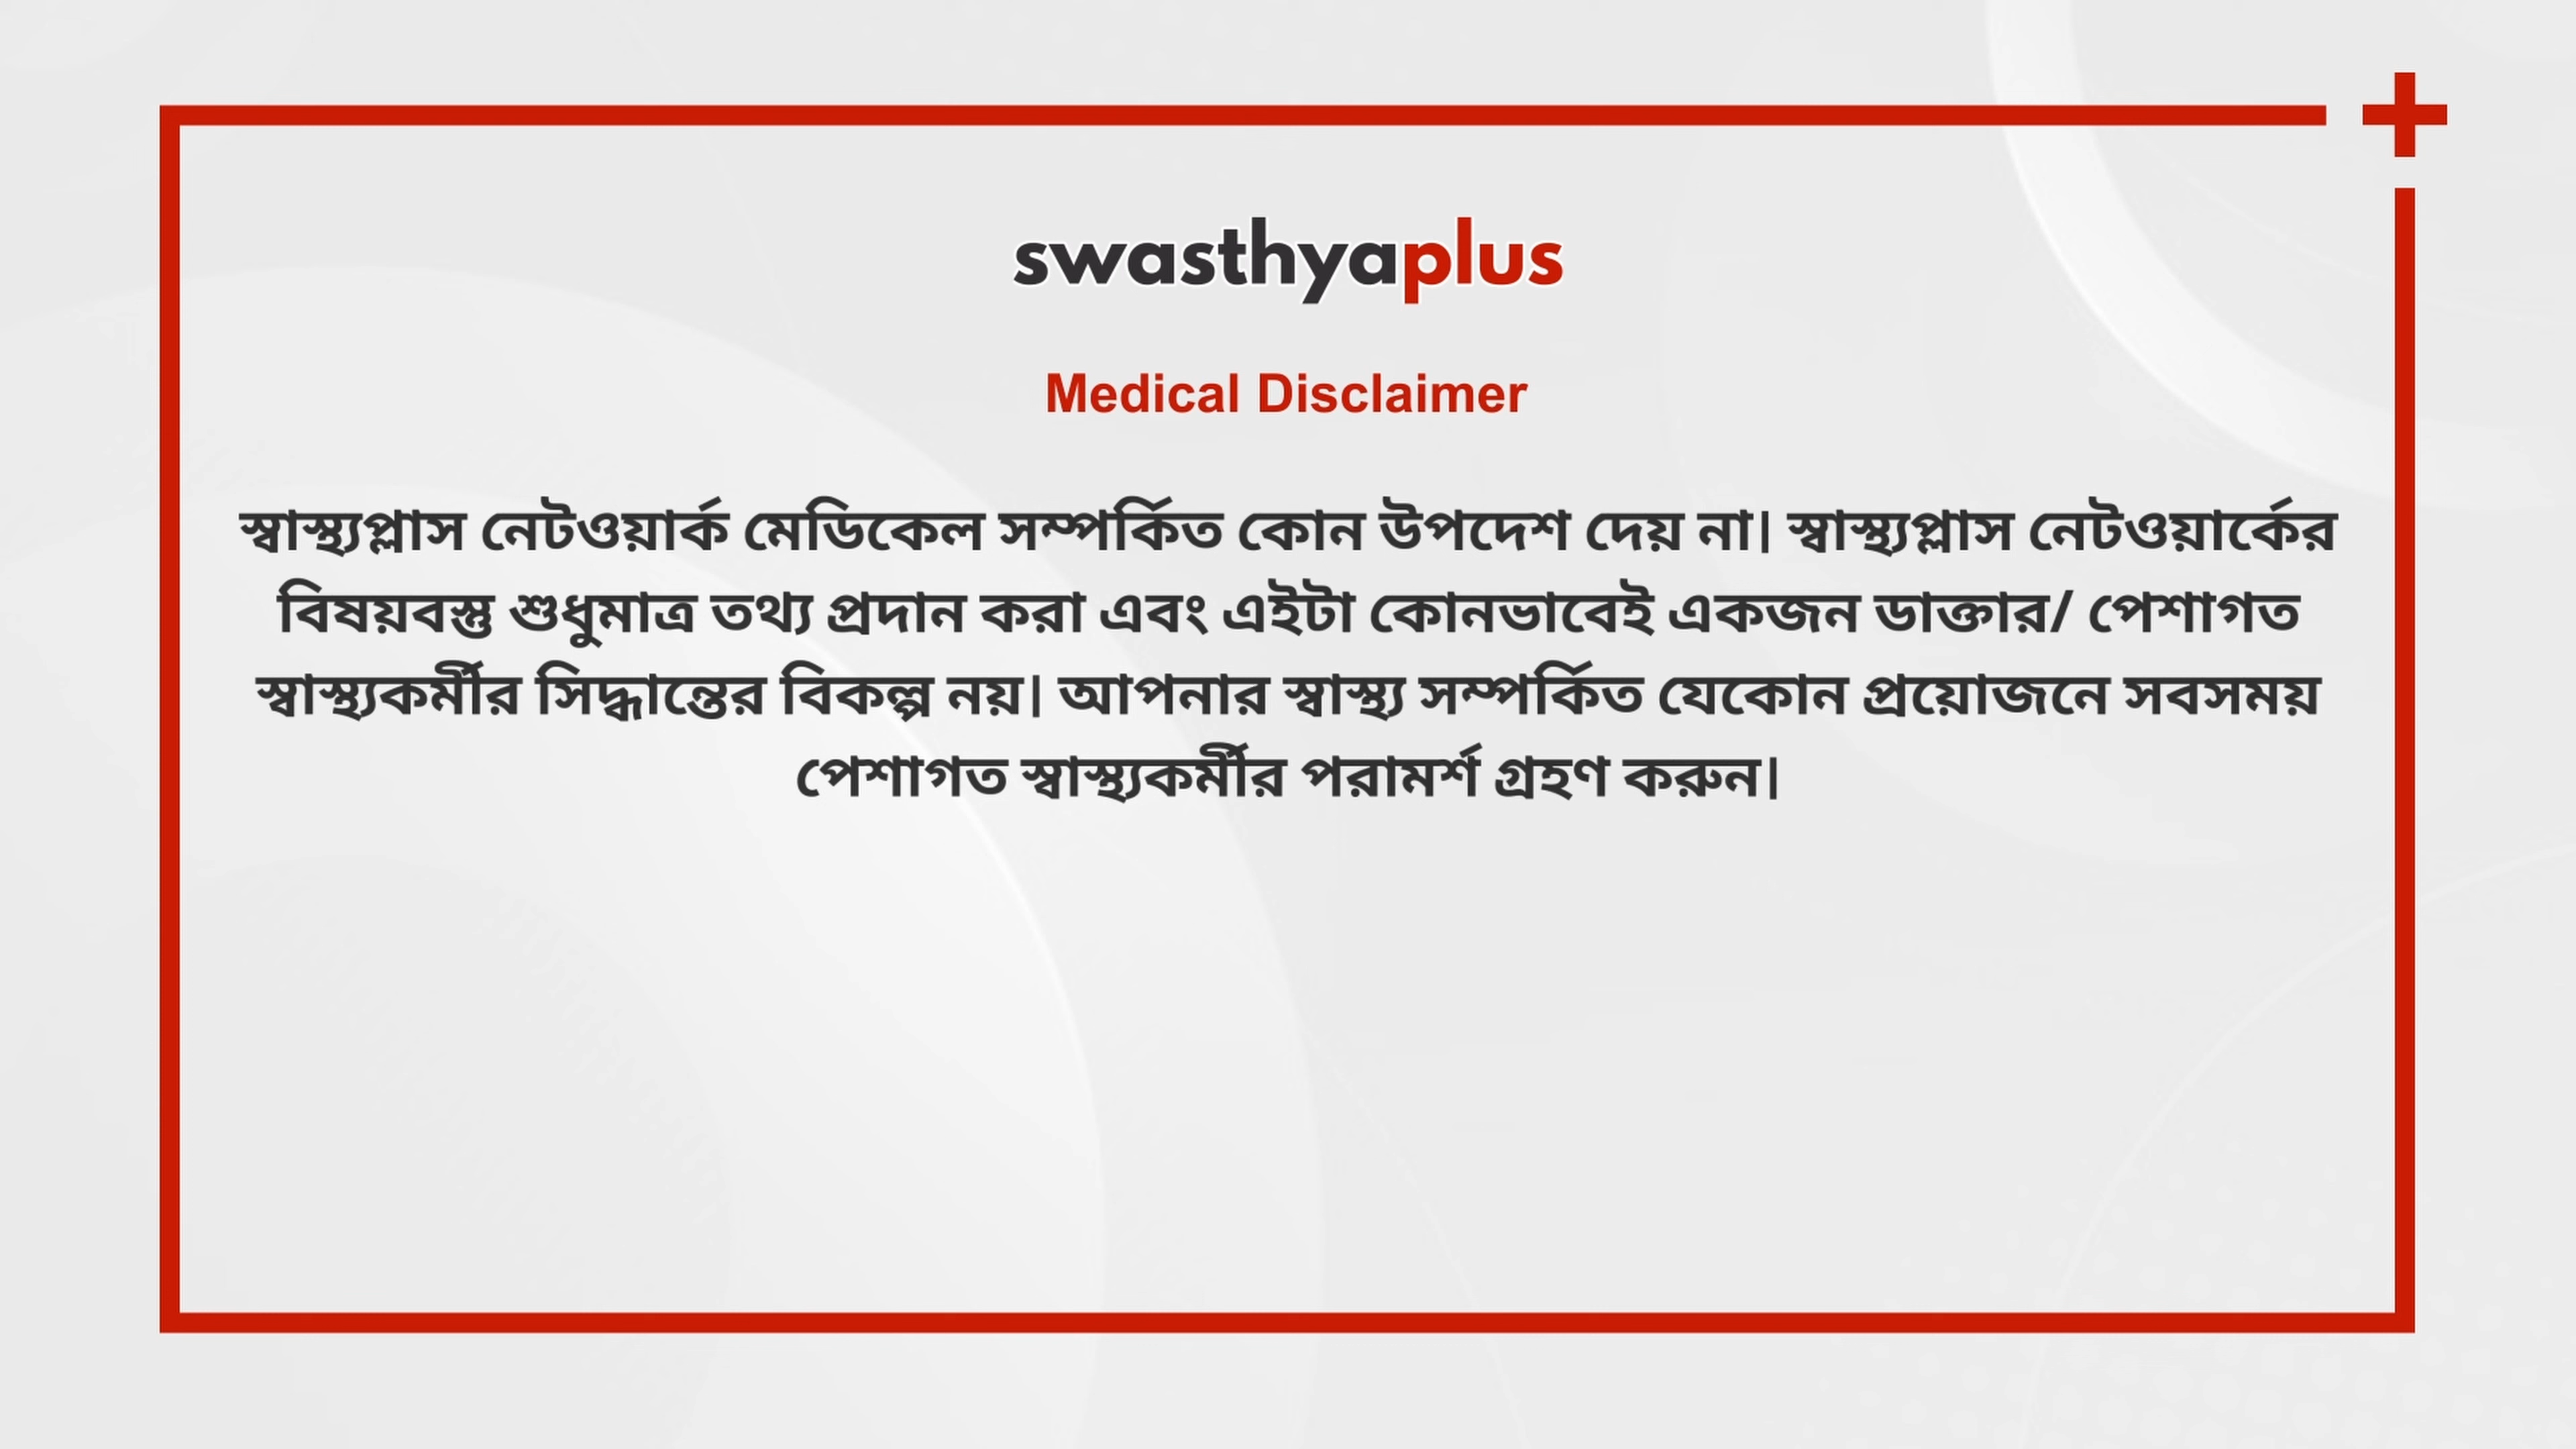 swasthyaplus
Medical Disclaimer
স্বাস্থ্যপ্লাস নেটওয়ার্ক মেডিকেল সম্পর্কিত কোন উপদেশ দেয় না। স্বাস্থ্যপ্লাস নেটওয়ার্কের
বিষয়বস্তু শুধুমাত্র তথ্য প্রদান করা এবং এইটা কোনভাবেই একজন ডাক্তার/ পেশাগত
স্বাস্থ্যকর্মীর সিদ্ধান্তের বিকল্প নয়। আপনার স্বাস্থ্য সম্পর্কিত যেকোন প্রয়োজনে সবসময়
পেশাগত স্বাস্থ্যকর্মীর পরামর্শ গ্রহণ করুন।